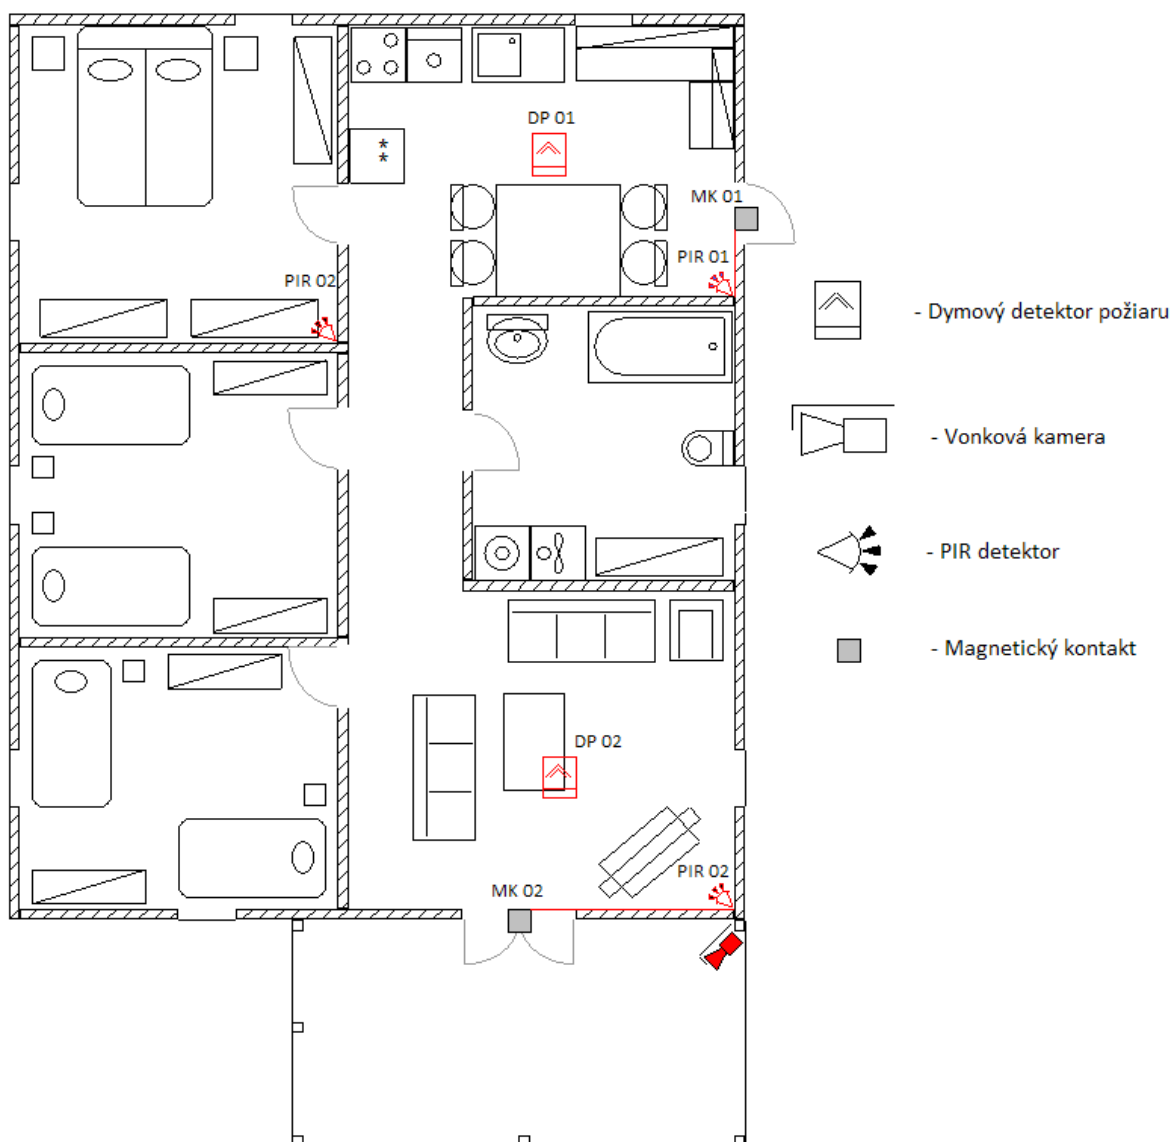 DP 01
**
MK 01
PIR 01
PIR 02
- Dymový detektor požiaru
- Vonková kamera
- PIR detektor
- Magnetický kontakt
DP 02
PIR 02
MK 02